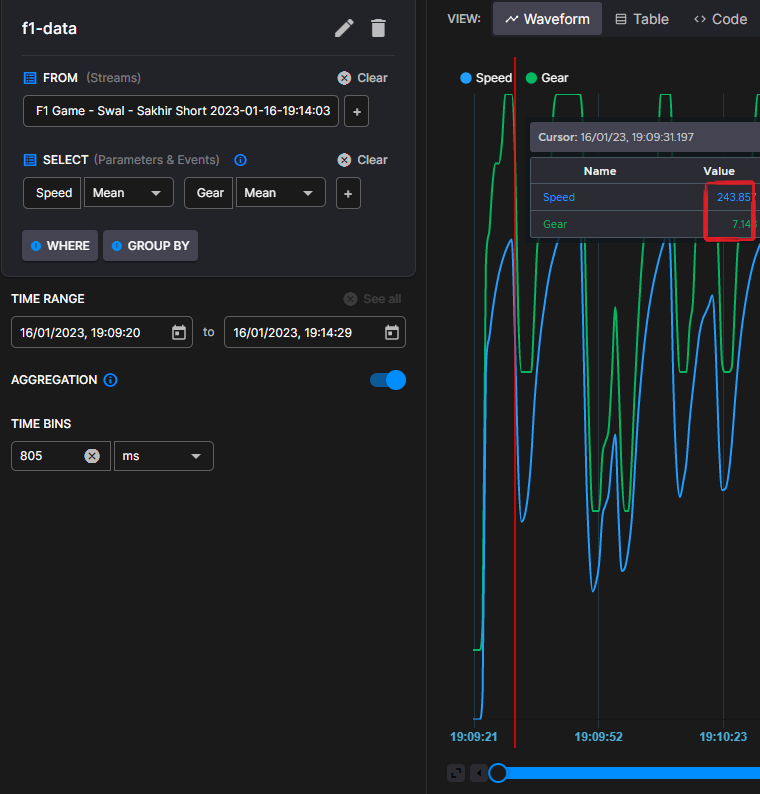 f1-data
FROM (Streams) Clear
F1 Game - Swal - Sakhir Short 2023-01-16-19:14:03 +
SELECT (Parameters & Events) Clear
Speed Mean Gear Mean +
WHERE GROUP BY
TIME RANGE See all
16/01/2023, 19:09:20 to 16/01/2023, 19:14:29
AGGREGATION
TIME BINS
805 ms
VIEW: Waveform Table <> Code
Speed Gear
Cursor: 16/01/23, 19:09:31.197
Name Value
Speed 243.857
Gear 7.143
19:09:21 19:09:52 19:10:23